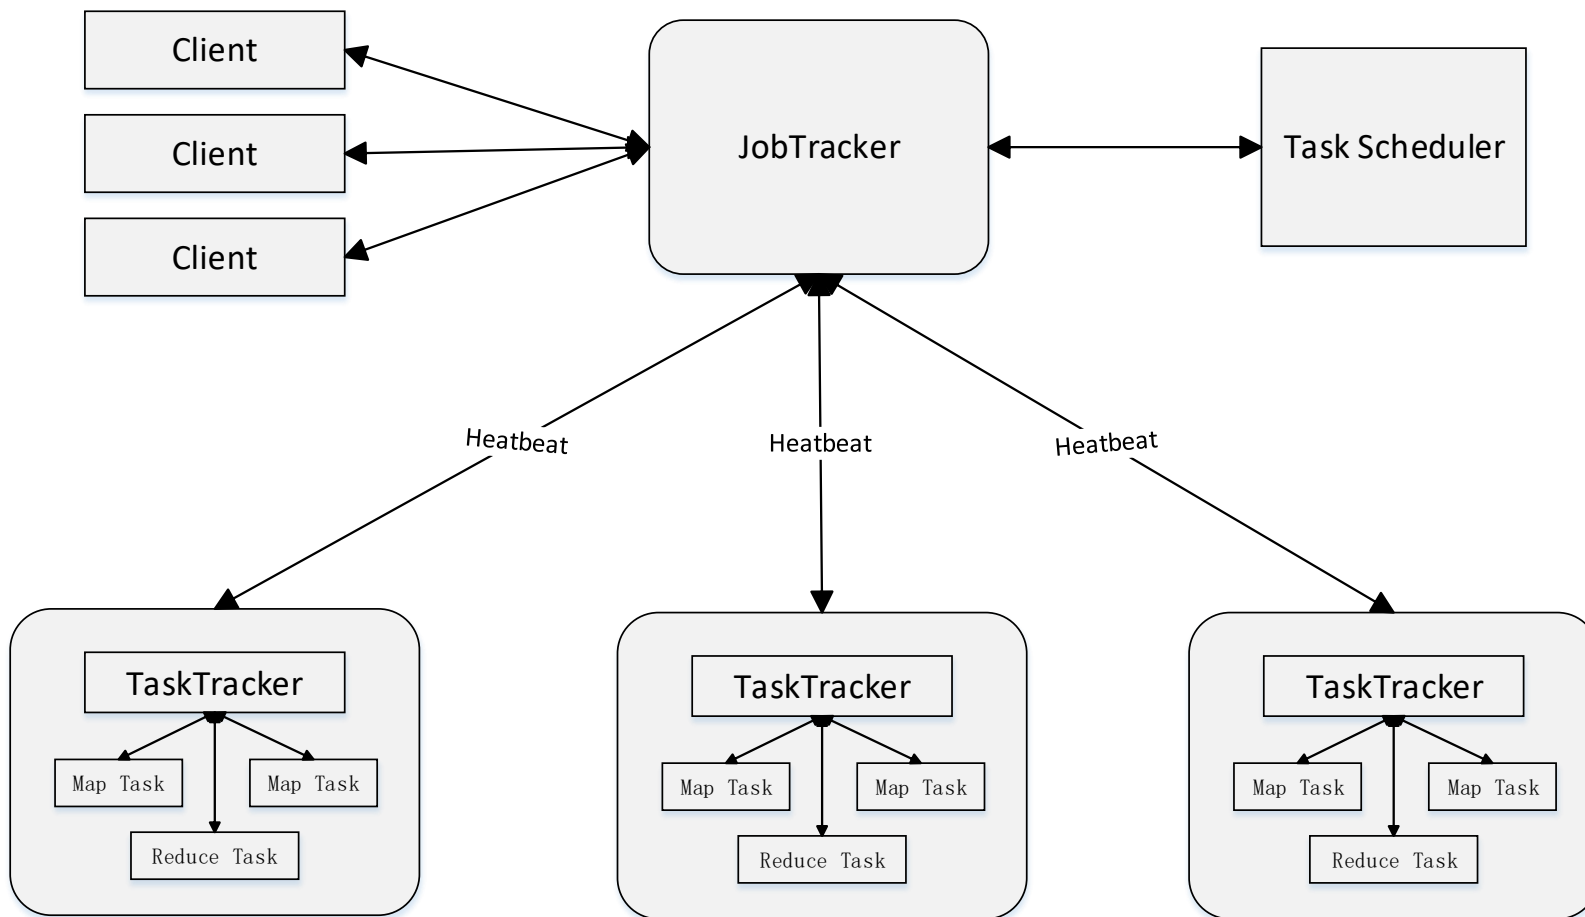 Client
Client
Client
JobTracker
Task Scheduler
Heatbeat
Heatbeat
Heatbeat
TaskTracker
Map Task
Map Task
Reduce Task
TaskTracker
Map Task
Map Task
Reduce Task
TaskTracker
Map Task
Map Task
Reduce Task